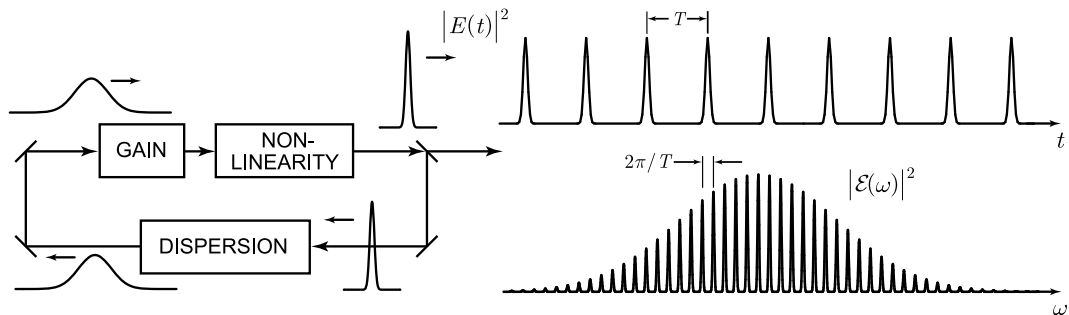 |E(t)|²
GAIN
NON-
LINEARITY
DISPERSION
T
t
2π/T
|ℰ(ω)|²
ω